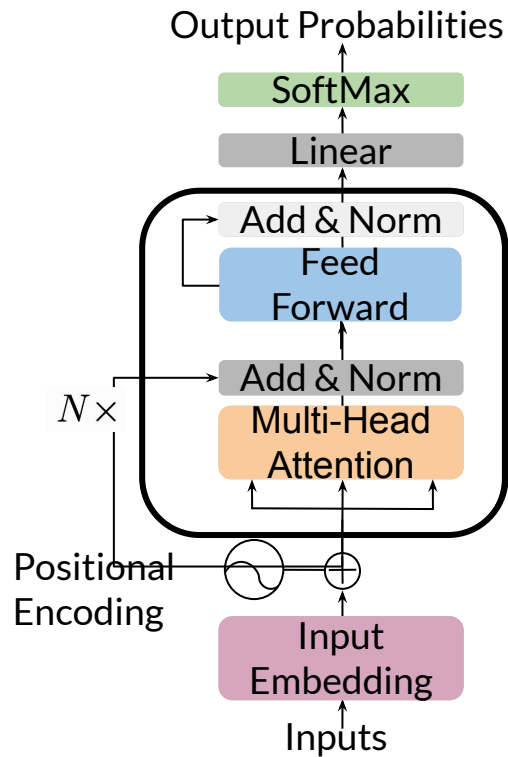 Output Probabilities
SoftMax
Linear
Add & Norm
Feed
Forward
Add & Norm
N×
Multi-Head
Attention
Positional
Encoding
Input
Embedding
Inputs